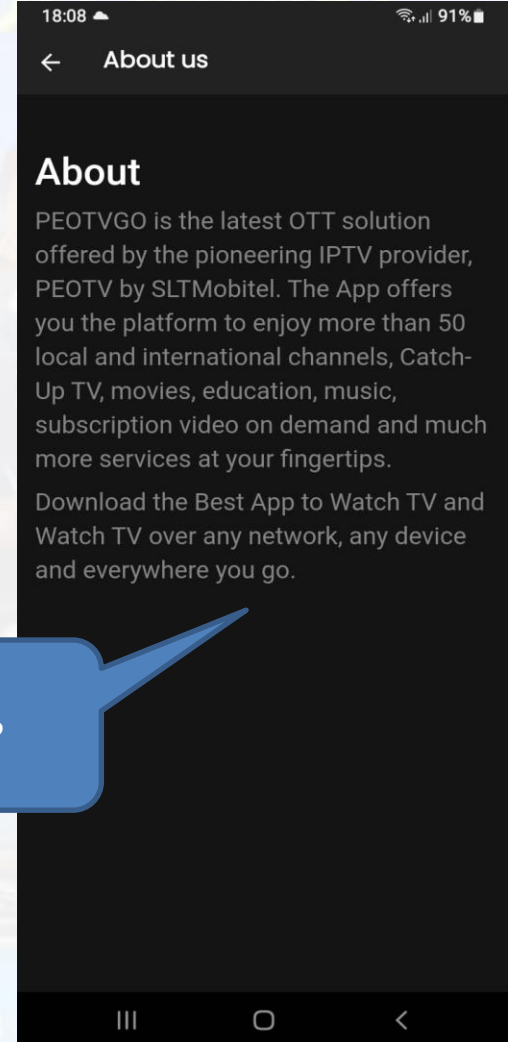 18:08 91%
About us
About
PEOTVGO is the latest OTT solution
offered by the pioneering IPTV provider,
PEOTV by SLTMobitel. The App offers
you the platform to enjoy more than 50
local and international channels, Catch-
Up TV, movies, education, music,
subscription video on demand and much
more services at your fingertips.
Download the Best App to Watch TV and
Watch TV over any network, any device
and everywhere you go.